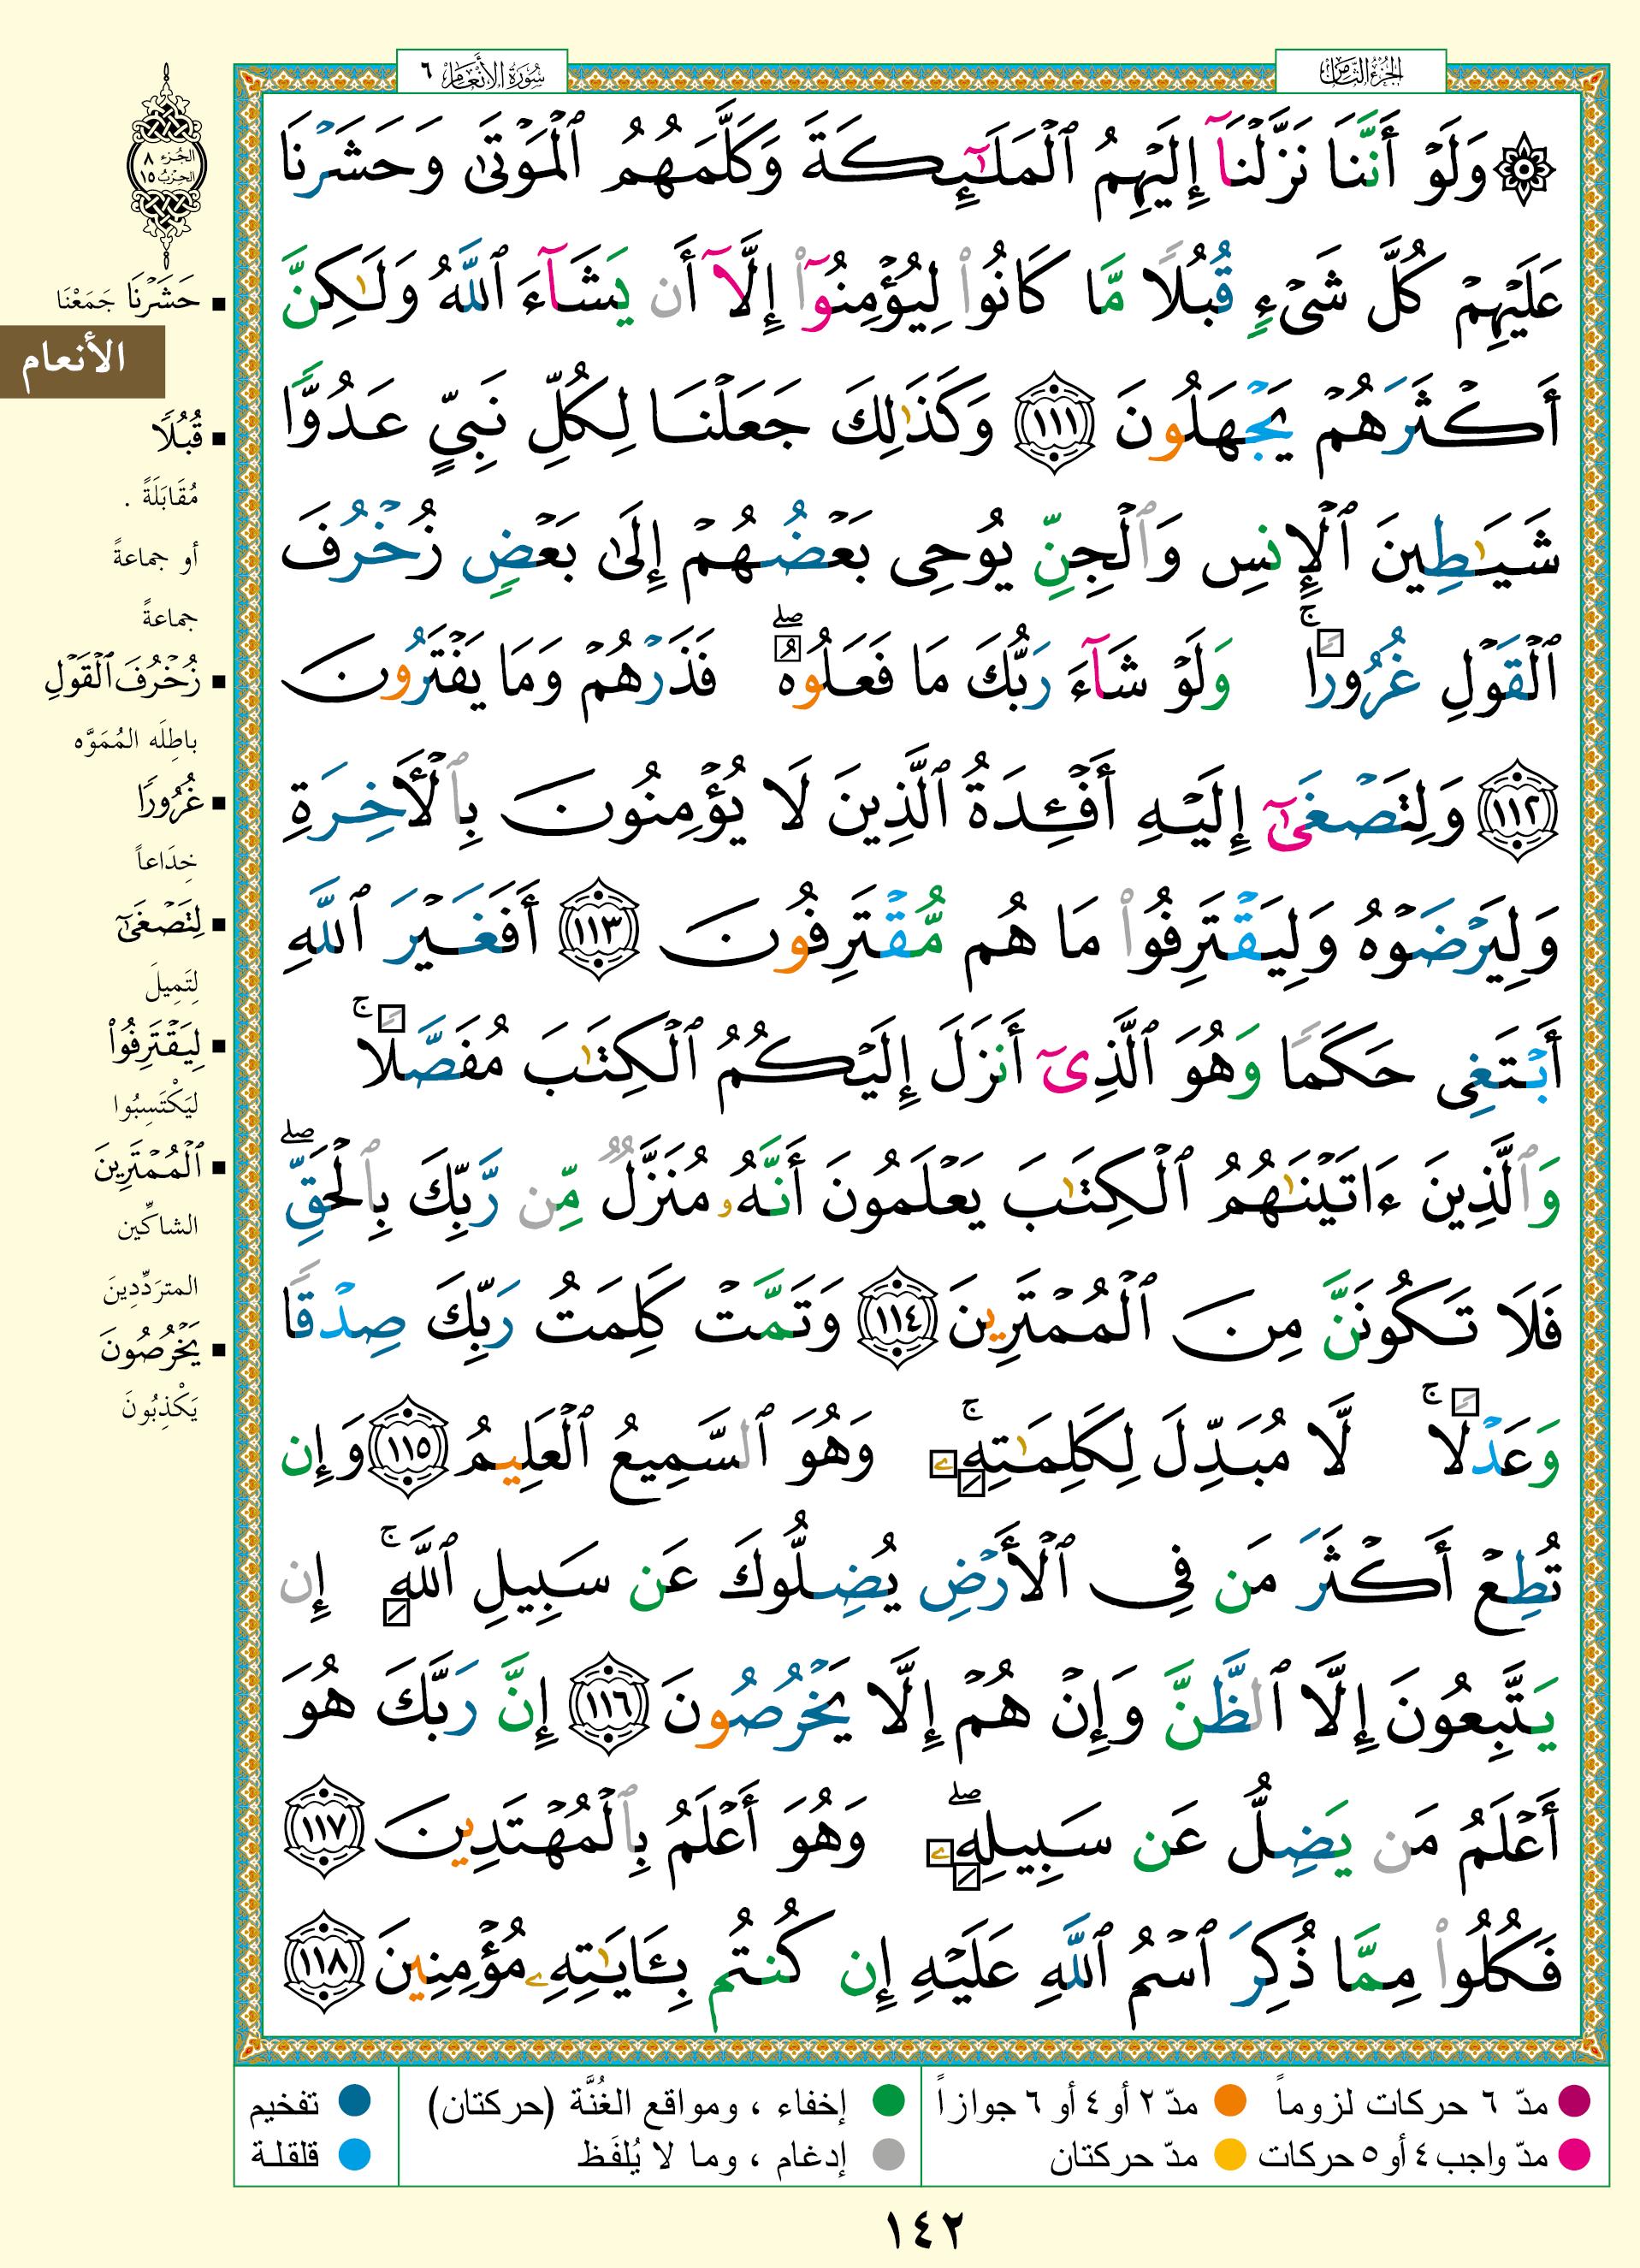 الجزء الثامن
سورة الأنعام ٦
۞ وَلَوْ أَنَّنَا نَزَّلْنَآ إِلَيْهِمُ ٱلْمَلَـٰٓئِكَةَ وَكَلَّمَهُمُ ٱلْمَوْتَىٰ وَحَشَرْنَا
عَلَيْهِمْ كُلَّ شَىْءٍ قُبُلًا مَّا كَانُوا۟ لِيُؤْمِنُوٓا۟ إِلَّآ أَن يَشَآءَ ٱللَّهُ وَلَـٰكِنَّ
أَكْثَرَهُمْ يَجْهَلُونَ ١١١ وَكَذَٰلِكَ جَعَلْنَا لِكُلِّ نَبِىٍّ عَدُوًّا
شَيَـٰطِينَ ٱلْإِنسِ وَٱلْجِنِّ يُوحِى بَعْضُهُمْ إِلَىٰ بَعْضٍ زُخْرُفَ
ٱلْقَوْلِ غُرُورًا ۚ وَلَوْ شَآءَ رَبُّكَ مَا فَعَلُوهُ ۖ فَذَرْهُمْ وَمَا يَفْتَرُونَ
١١٢ وَلِتَصْغَىٰٓ إِلَيْهِ أَفْـِٔدَةُ ٱلَّذِينَ لَا يُؤْمِنُونَ بِٱلْـَٔاخِرَةِ
وَلِيَرْضَوْهُ وَلِيَقْتَرِفُوا۟ مَا هُم مُّقْتَرِفُونَ ١١٣ أَفَغَيْرَ ٱللَّهِ
أَبْتَغِى حَكَمًا وَهُوَ ٱلَّذِىٓ أَنزَلَ إِلَيْكُمُ ٱلْكِتَـٰبَ مُفَصَّلًا ۚ
وَٱلَّذِينَ ءَاتَيْنَـٰهُمُ ٱلْكِتَـٰبَ يَعْلَمُونَ أَنَّهُۥ مُنَزَّلٌ مِّن رَّبِّكَ بِٱلْحَقِّ ۖ
فَلَا تَكُونَنَّ مِنَ ٱلْمُمْتَرِينَ ١١٤ وَتَمَّتْ كَلِمَتُ رَبِّكَ صِدْقًا
وَعَدْلًا ۚ لَّا مُبَدِّلَ لِكَلِمَـٰتِهِۦ ۚ وَهُوَ ٱلسَّمِيعُ ٱلْعَلِيمُ ١١٥ وَإِن
تُطِعْ أَكْثَرَ مَن فِى ٱلْأَرْضِ يُضِلُّوكَ عَن سَبِيلِ ٱللَّهِ ۚ إِن
يَتَّبِعُونَ إِلَّا ٱلظَّنَّ وَإِنْ هُمْ إِلَّا يَخْرُصُونَ ١١٦ إِنَّ رَبَّكَ هُوَ
أَعْلَمُ مَن يَضِلُّ عَن سَبِيلِهِۦ ۖ وَهُوَ أَعْلَمُ بِٱلْمُهْتَدِينَ ١١٧
فَكُلُوا۟ مِمَّا ذُكِرَ ٱسْمُ ٱللَّهِ عَلَيْهِ إِن كُنتُم بِـَٔايَـٰتِهِۦ مُؤْمِنِينَ ١١٨
الجزء ٨
الحزب ١٥
▪ حَشَرْنَا جَمَعْنَا
الأنعام
▪ قُبُلًا
مُقَابَلَةً .
أو جماعةً
جماعةً
▪ زُخْرُفَ ٱلْقَوْلِ
باطِلَه المُمَوَّه
▪ غُرُورًا
خِدَاعاً
▪ لِتَصْغَىٰٓ
لِتَمِيلَ
▪ لِيَقْتَرِفُوا۟
ليَكْتَسِبُوا
▪ ٱلْمُمْتَرِينَ
الشاكِّين
المتردِّدِينَ
▪ يَخْرُصُونَ
يَكْذِبُونَ
مدّ ٦ حركات لزوماً مدّ ٢ أو ٤ أو ٦ جوازاً إخفاء ، ومواقع الغُنَّة (حركتان) تفخيم
مدّ واجب ٤ أو ٥ حركات مدّ حركتان إدغام ، وما لا يُلفَظ قلقلة
١٤٢